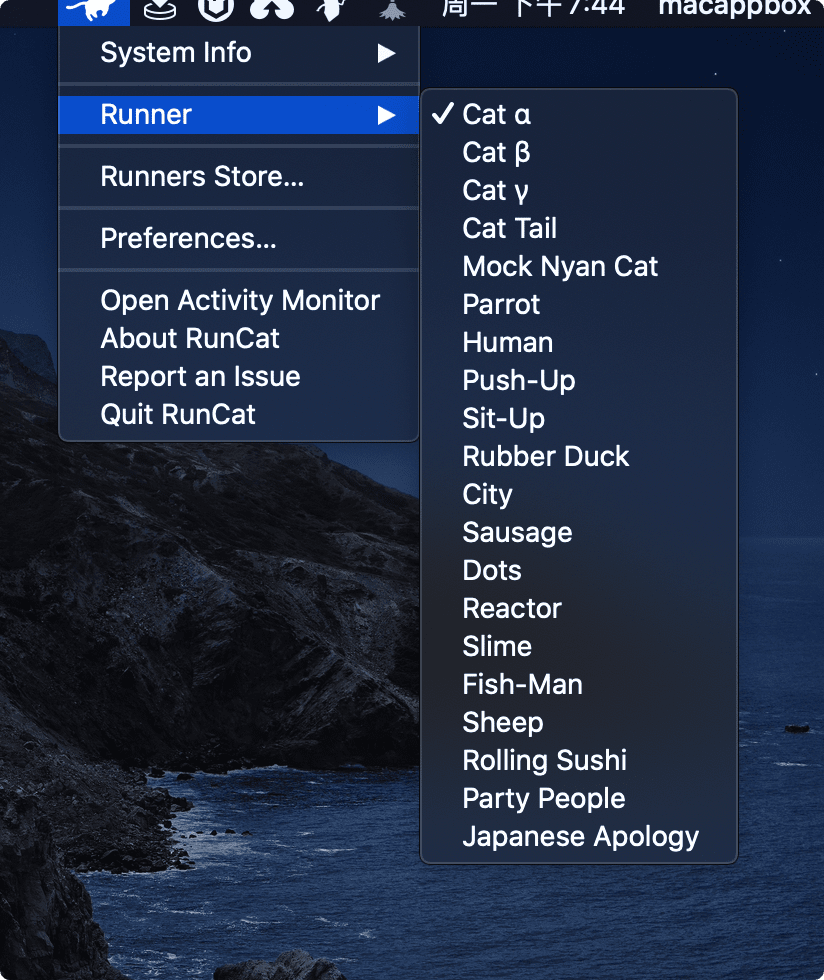 周一 下午7:44 macappbox
System Info
Runner
Runners Store...
Preferences...
Open Activity Monitor
About RunCat
Report an Issue
Quit RunCat
Cat α
Cat β
Cat γ
Cat Tail
Mock Nyan Cat
Parrot
Human
Push-Up
Sit-Up
Rubber Duck
City
Sausage
Dots
Reactor
Slime
Fish-Man
Sheep
Rolling Sushi
Party People
Japanese Apology